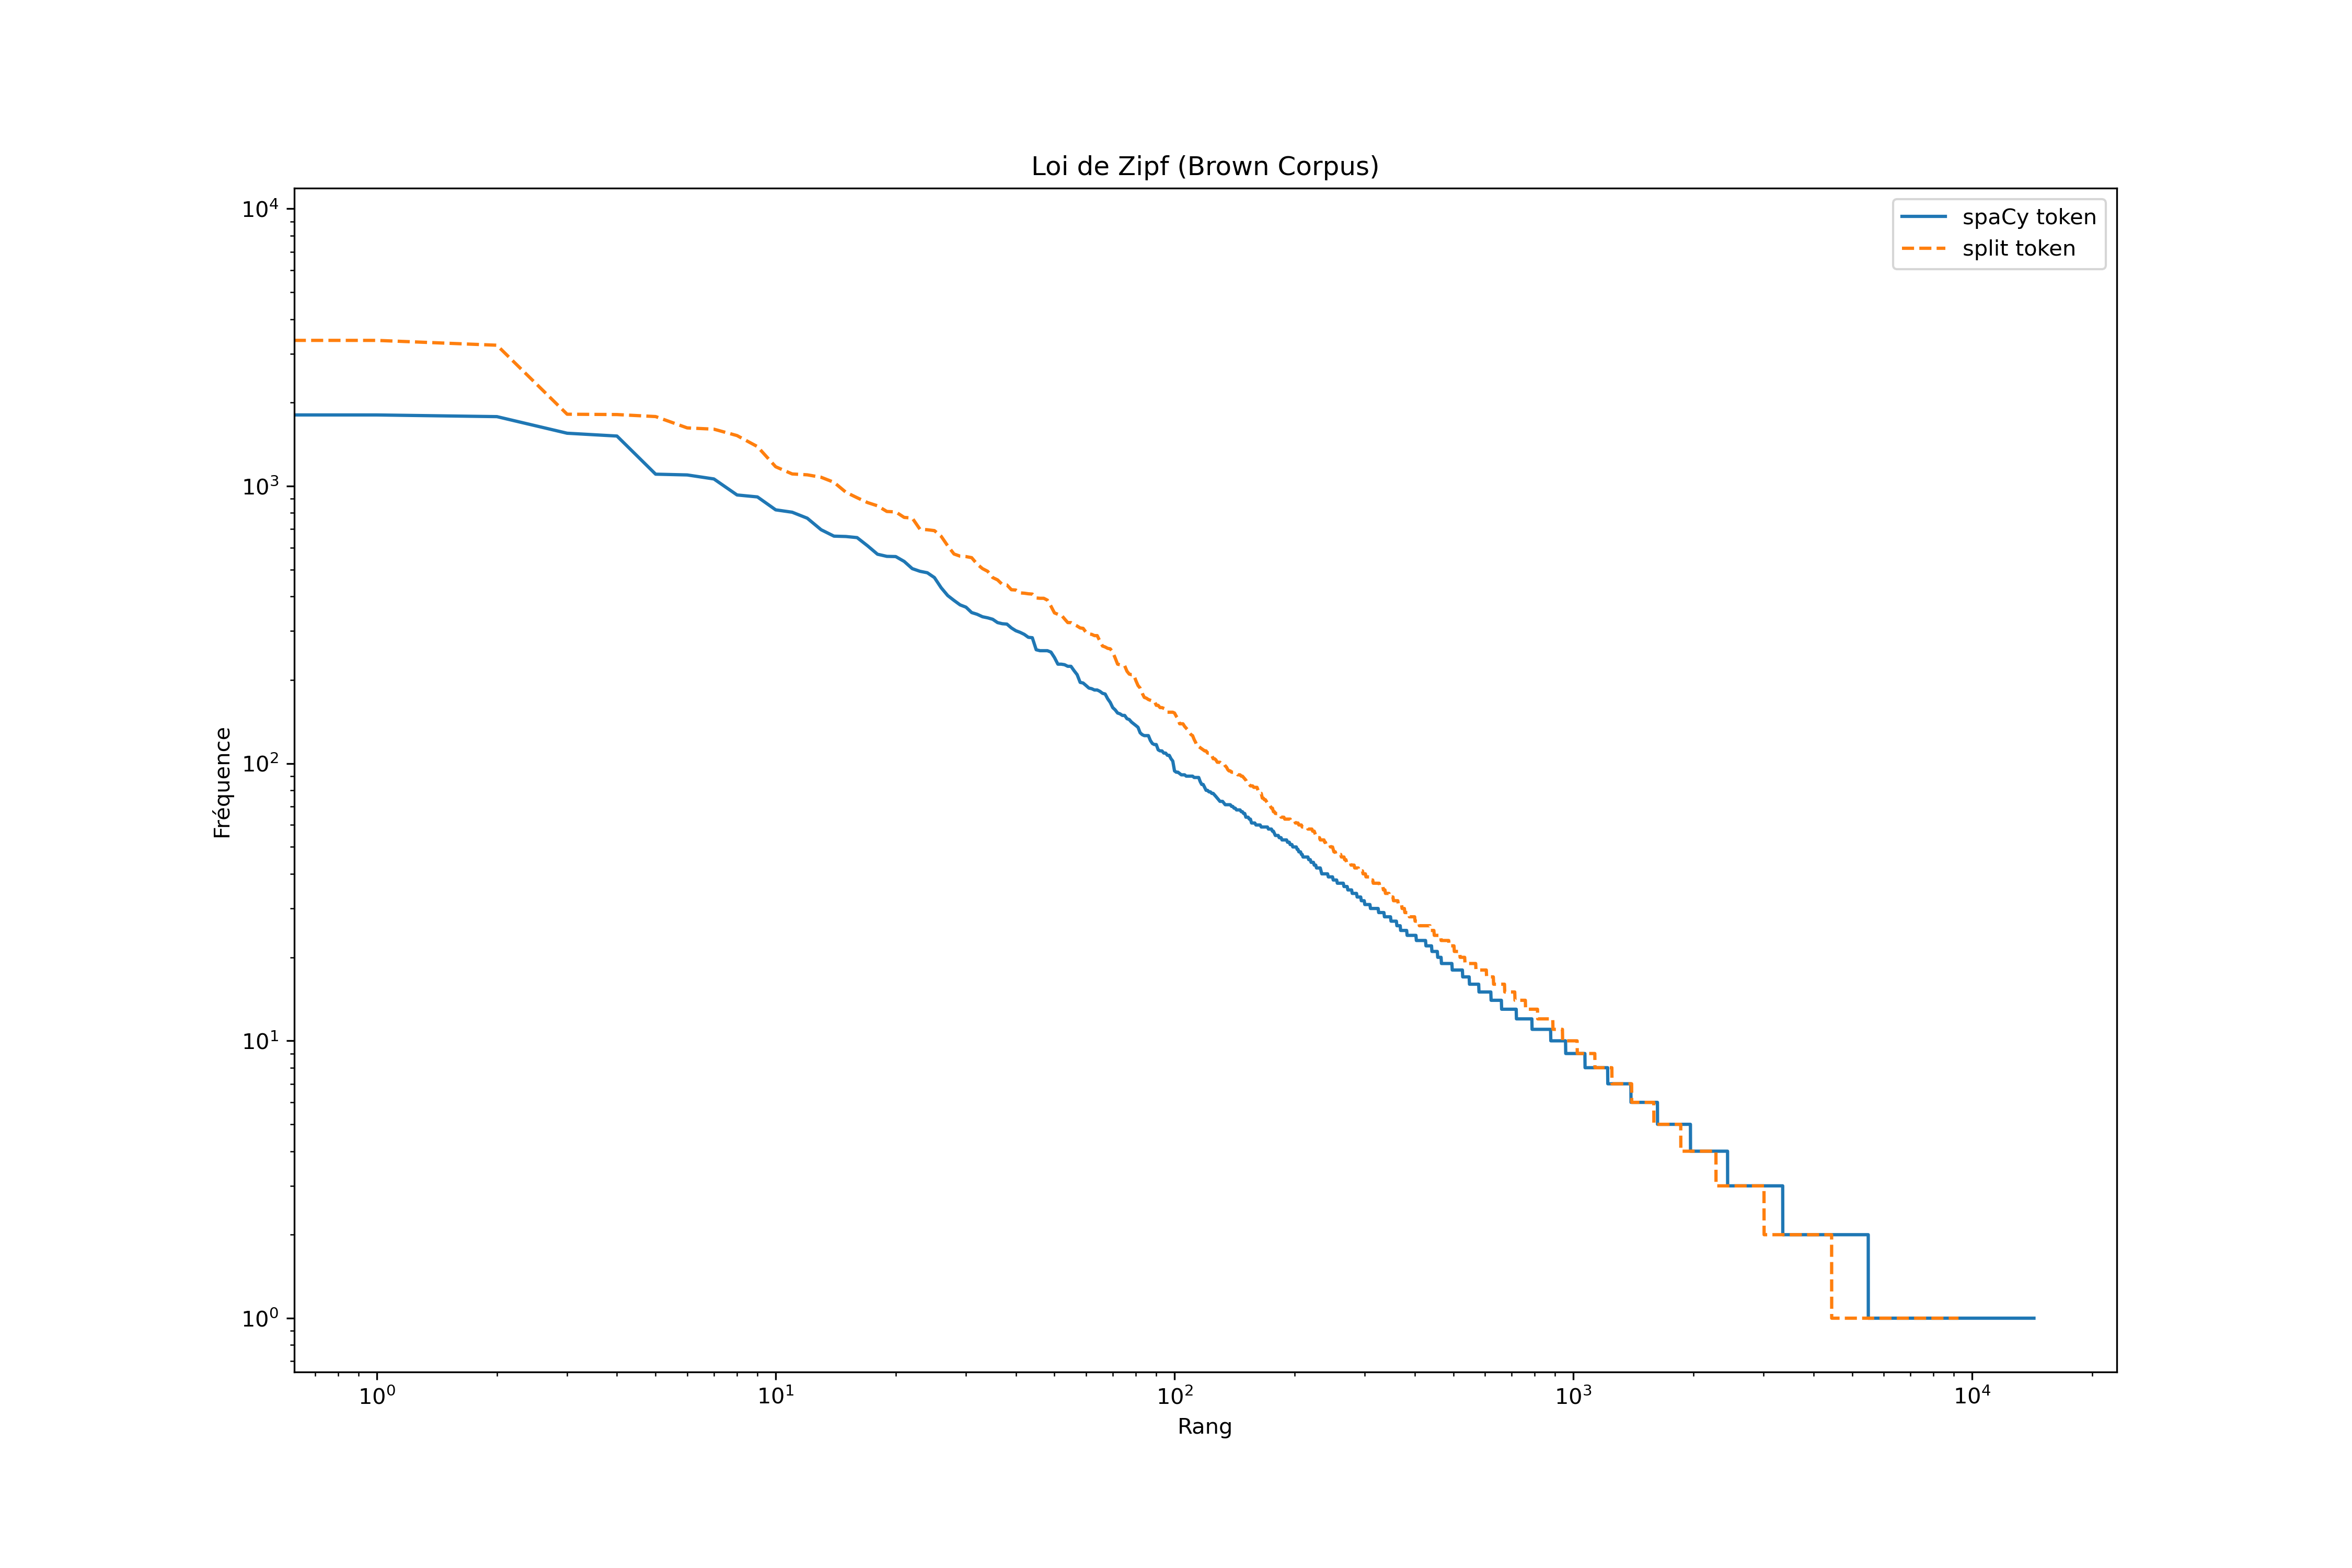 Loi de Zipf (Brown Corpus)
spaCy token
split token
Fréquence
10⁴
10³
10²
10¹
10⁰
10⁰ 10¹ 10² 10³ 10⁴
Rang